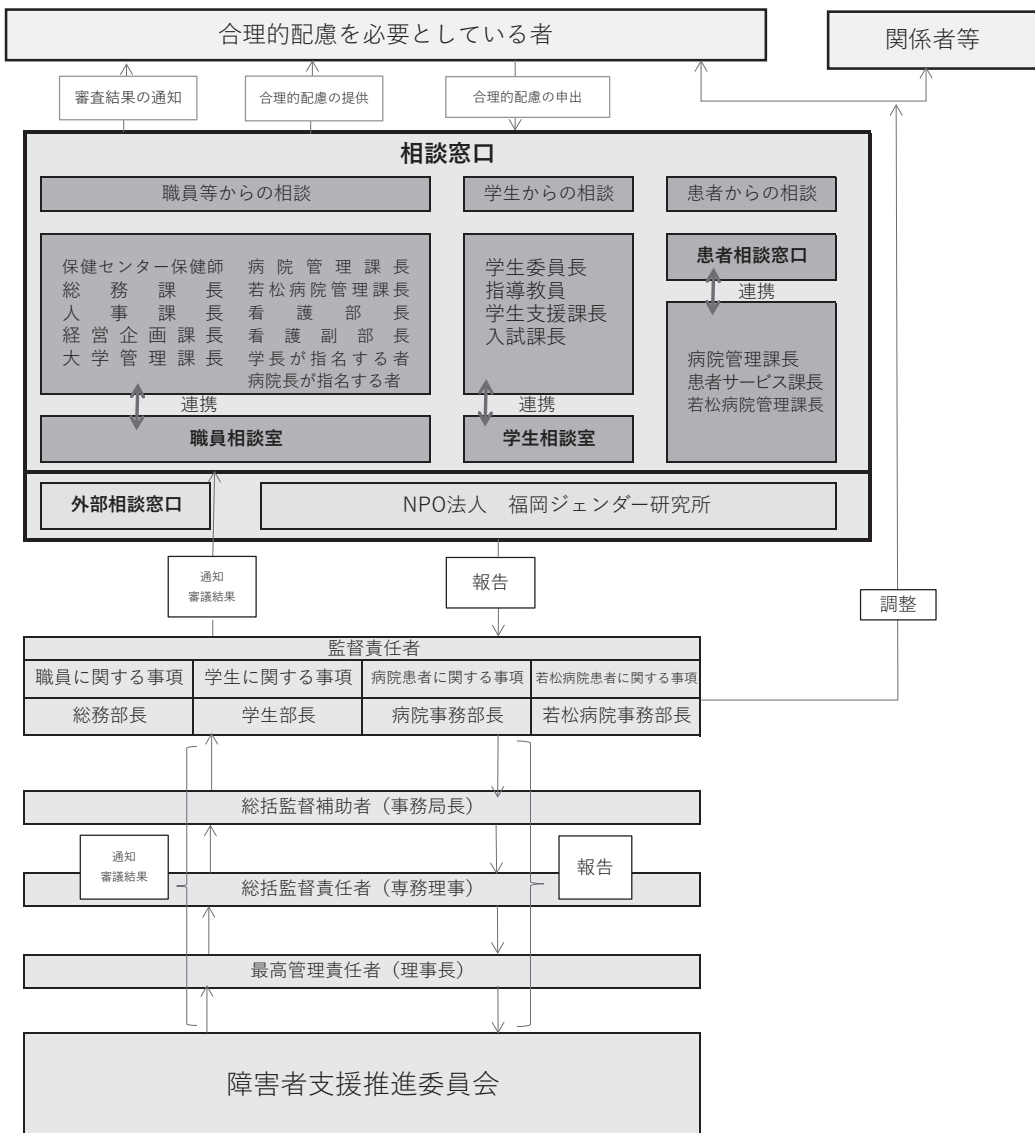 合理的配慮を必要としている者
関係者等
審査結果の通知
合理的配慮の提供
合理的配慮の申出
相談窓口
職員等からの相談
学生からの相談
患者からの相談
保健センター保健師
総務課長
人事課長
経営企画課長
大学管理課長
病院管理課長
若松病院管理課長
看護部長
看護副部長
学長が指名する者
病院長が指名する者
連携
職員相談室
学生委員長
指導教員
学生支援課長
入試課長
連携
学生相談室
患者相談窓口
連携
病院管理課長
患者サービス課長
若松病院管理課長
外部相談窓口
NPO法人 福岡ジェンダー研究所
通知
審議結果
報告
調整
監督責任者
職員に関する事項
学生に関する事項
病院患者に関する事項
若松病院患者に関する事項
総務部長
学生部長
病院事務部長
若松病院事務部長
総括監督補助者（事務局長）
通知
審議結果
報告
総括監督責任者（専務理事）
最高管理責任者（理事長）
障害者支援推進委員会